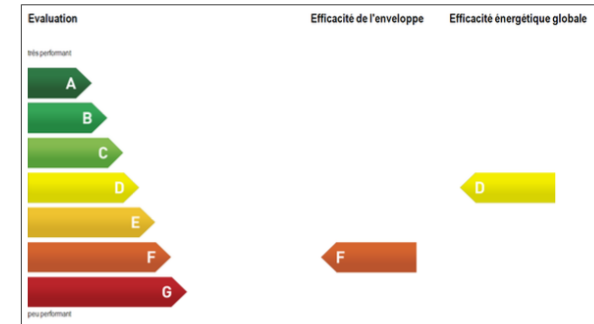 Evaluation Efficacité de l'enveloppe Efficacité énergétique globale
très performant
A
B
C
D D
E
F F
G
peu performant